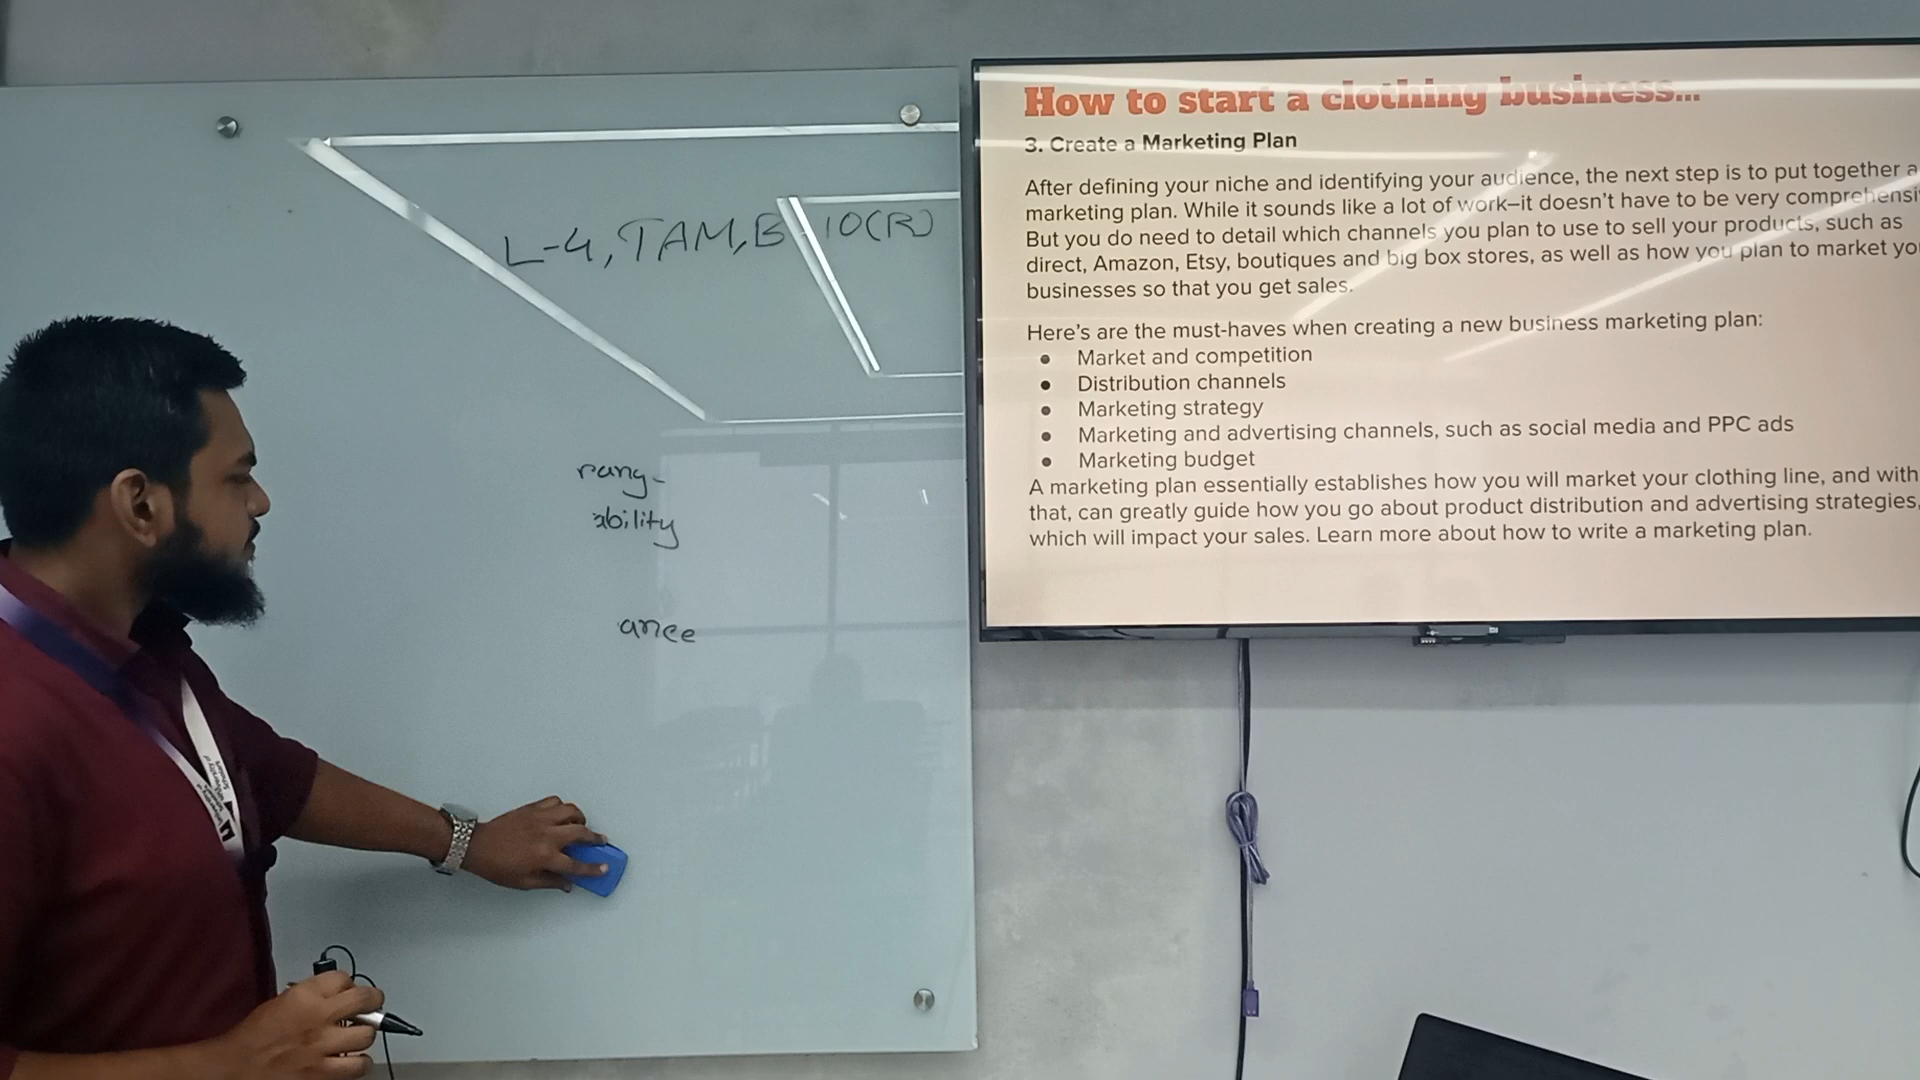 L-4, TAM, B-10(R)
rang-
ability
ance
How to start a clothing business...
3. Create a Marketing Plan
After defining your niche and identifying your audience, the next step is to put together a
marketing plan. While it sounds like a lot of work–it doesn't have to be very comprehensi
But you do need to detail which channels you plan to use to sell your products, such as
direct, Amazon, Etsy, boutiques and big box stores, as well as how you plan to market yo
businesses so that you get sales.
Here's are the must-haves when creating a new business marketing plan:
● Market and competition
● Distribution channels
● Marketing strategy
● Marketing and advertising channels, such as social media and PPC ads
● Marketing budget
A marketing plan essentially establishes how you will market your clothing line, and with
that, can greatly guide how you go about product distribution and advertising strategies,
which will impact your sales. Learn more about how to write a marketing plan.